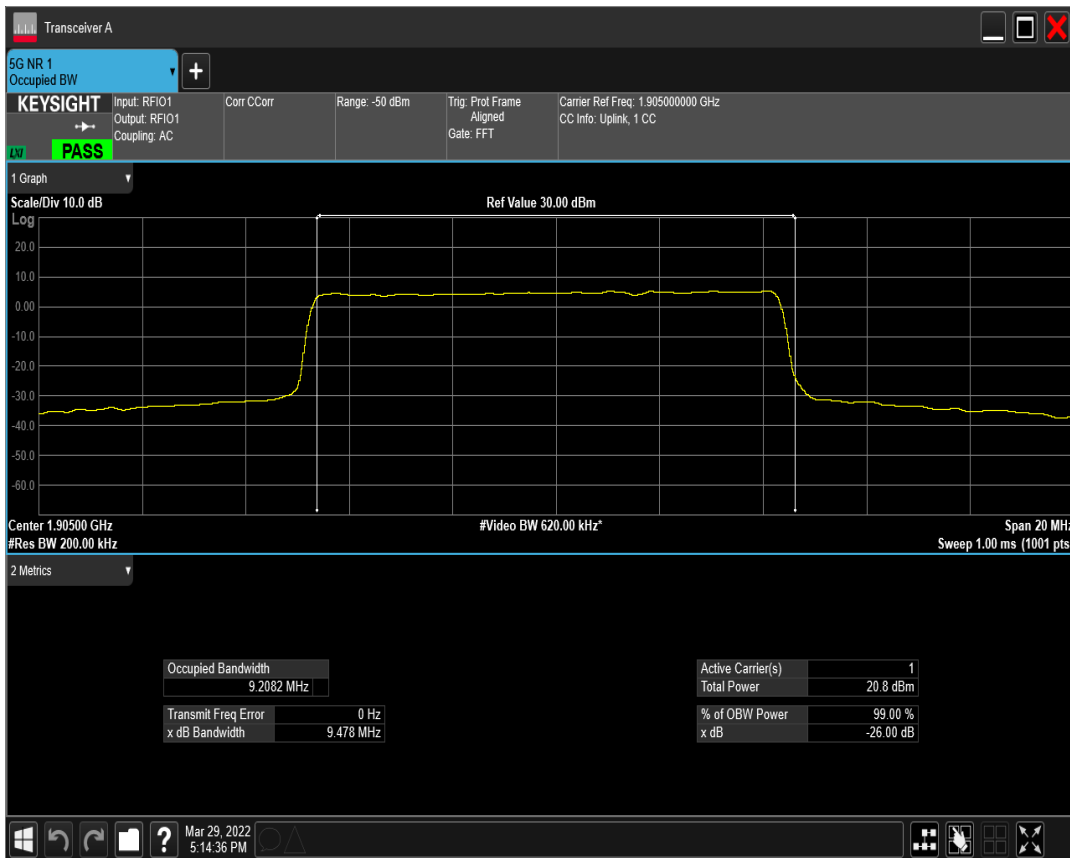 Transceiver A
5G NR 1
Occupied BW
+
KEYSIGHT
LXI
PASS
Input: RFIO1
Output: RFIO1
Coupling: AC
Corr CCorr
Range: -50 dBm
Trig: Prot Frame
Aligned
Gate: FFT
Carrier Ref Freq: 1.905000000 GHz
CC Info: Uplink, 1 CC
1 Graph
Scale/Div 10.0 dB
Ref Value 30.00 dBm
Log
20.0
10.0
0.00
-10.0
-20.0
-30.0
-40.0
-50.0
-60.0
Center 1.90500 GHz
#Video BW 620.00 kHz*
Span 20 MHz
#Res BW 200.00 kHz
Sweep 1.00 ms (1001 pts
2 Metrics
Occupied Bandwidth
9.2082 MHz
Transmit Freq Error 0 Hz
x dB Bandwidth 9.478 MHz
Active Carrier(s) 1
Total Power 20.8 dBm
% of OBW Power 99.00 %
x dB -26.00 dB
?
Mar 29, 2022
5:14:36 PM